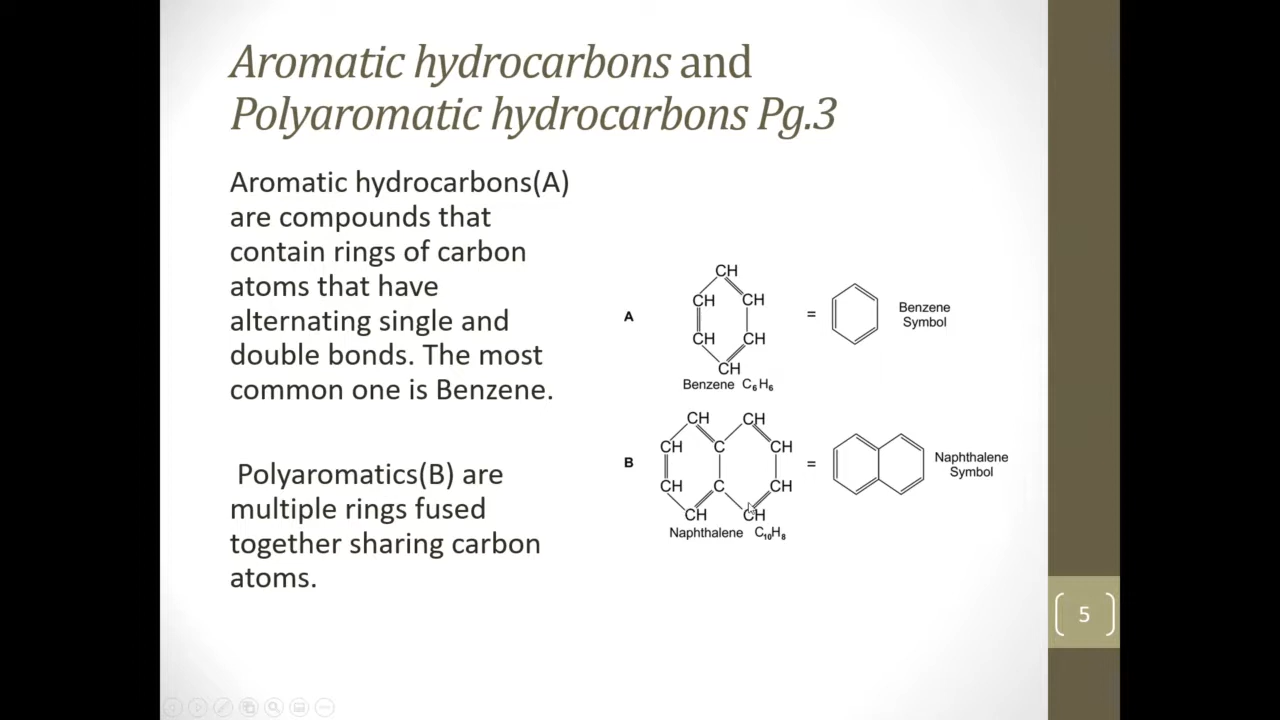 Aromatic hydrocarbons and
Polyaromatic hydrocarbons Pg.3
Aromatic hydrocarbons(A)
are compounds that
contain rings of carbon
atoms that have
alternating single and
double bonds. The most
common one is Benzene.
Polyaromatics(B) are
multiple rings fused
together sharing carbon
atoms.
A
CH
CH CH
CH CH
CH
Benzene C₆H₆
=
Benzene
Symbol
B
CH CH
CH C CH
CH C CH
CH CH
Naphthalene C₁₀H₈
=
Naphthalene
Symbol
5